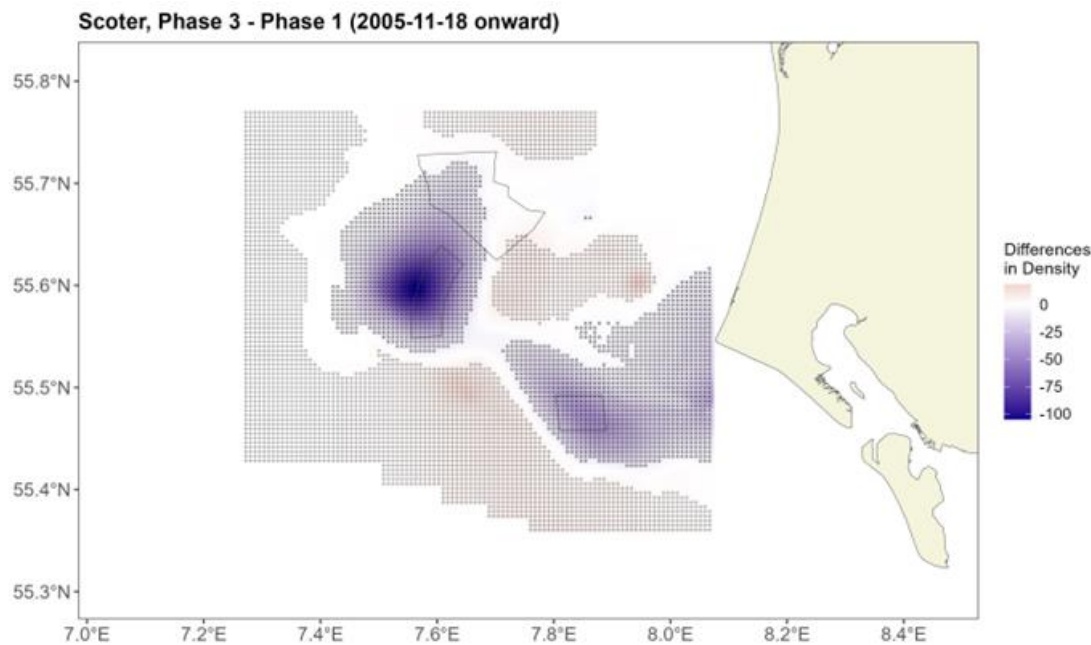 Scoter, Phase 3 - Phase 1 (2005-11-18 onward)
55.8°N
55.7°N
55.6°N
55.5°N
55.4°N
55.3°N
7.0°E
7.2°E
7.4°E
7.6°E
7.8°E
8.0°E
8.2°E
8.4°E
Differences
in Density
0
-25
-50
-75
-100